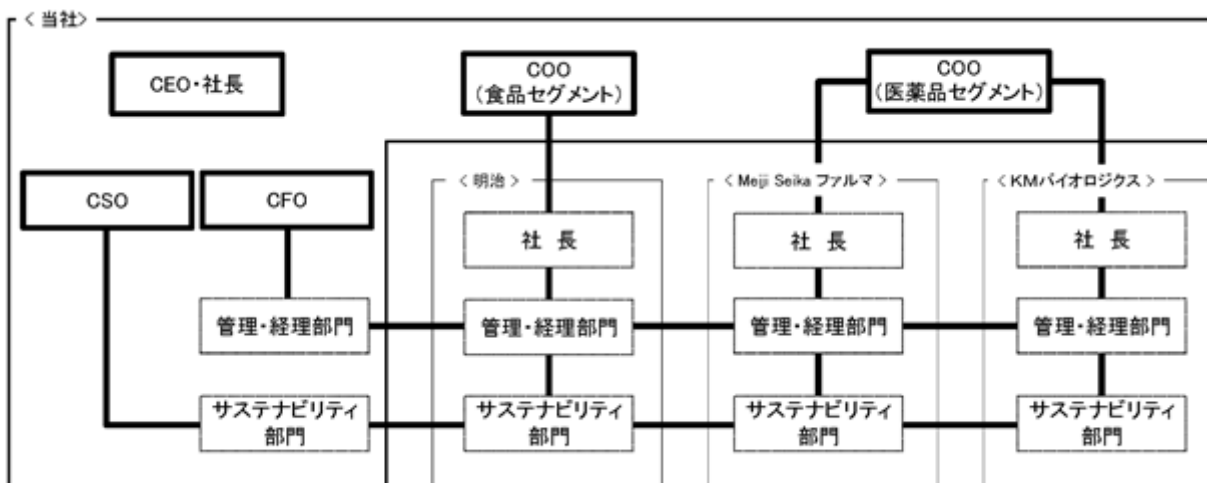 < 当社>
CEO・社長
COO
（食品セグメント）
COO
（医薬品セグメント）
CSO
CFO
< 明治 >
< Meiji Seika ファルマ >
< KMバイオロジクス >
社 長
社 長
社 長
管理・経理部門
管理・経理部門
管理・経理部門
管理・経理部門
サステナビリティ
部門
サステナビリティ
部門
サステナビリティ
部門
サステナビリティ
部門